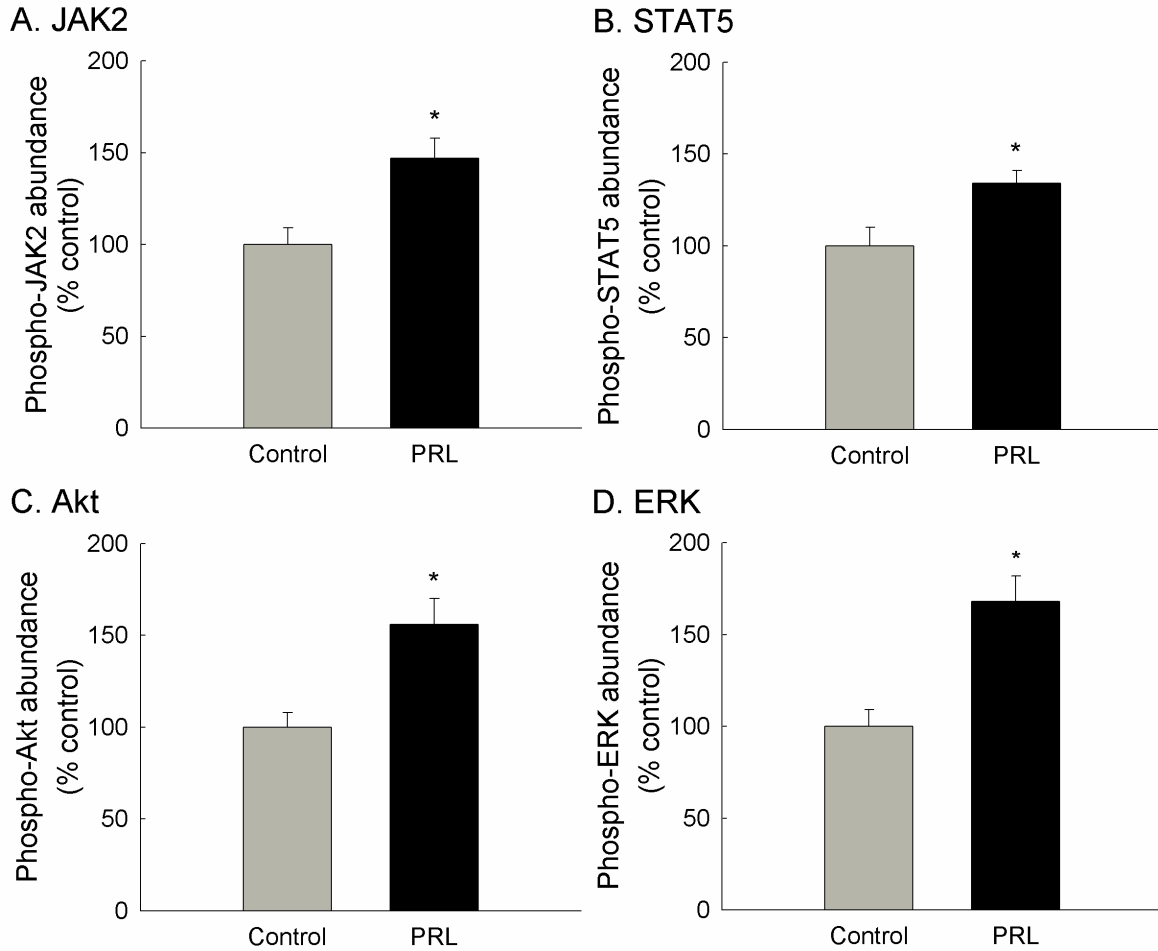 A. JAK2
Phospho-JAK2 abundance
(% control)
200
150
100
50
0
*
Control
PRL
B. STAT5
Phospho-STAT5 abundance
(% control)
200
150
100
50
0
*
Control
PRL
C. Akt
Phospho-Akt abundance
(% control)
200
150
100
50
0
*
Control
PRL
D. ERK
Phospho-ERK abundance
(% control)
200
150
100
50
0
*
Control
PRL